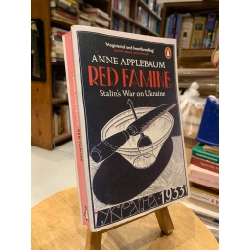 'Magisterial and heartbreaking'
ANNE APPLEBAUM
RED FAMINE
Stalin's War on Ukraine
1933